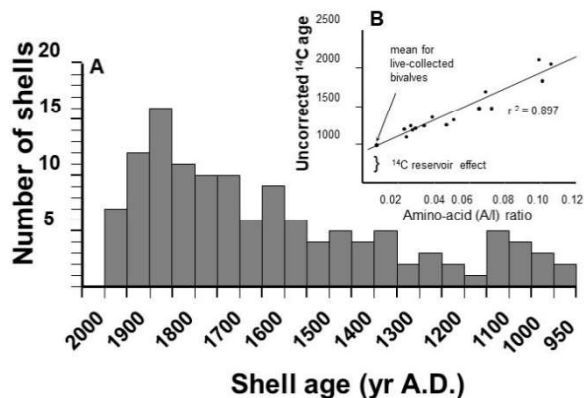 A
Number of shells
20
15
10
5
2000 1900 1800 1700 1600 1500 1400 1300 1200 1100 1000 950
Shell age (yr A.D.)
B
Uncorrected ¹⁴C age
2500
2000
1500
1000
mean for
live-collected
bivalves
r² = 0.897
} ¹⁴C reservoir effect
0.02 0.04 0.06 0.08 0.10 0.12
Amino-acid (A/I) ratio